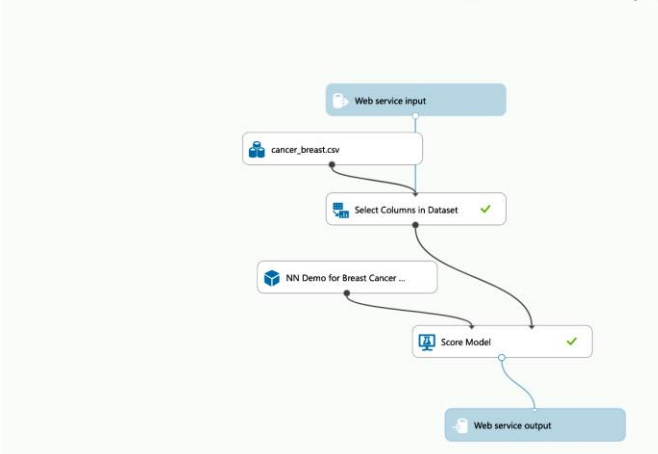 Web service input
cancer_breast.csv
Select Columns in Dataset
NN Demo for Breast Cancer ...
Score Model
Web service output